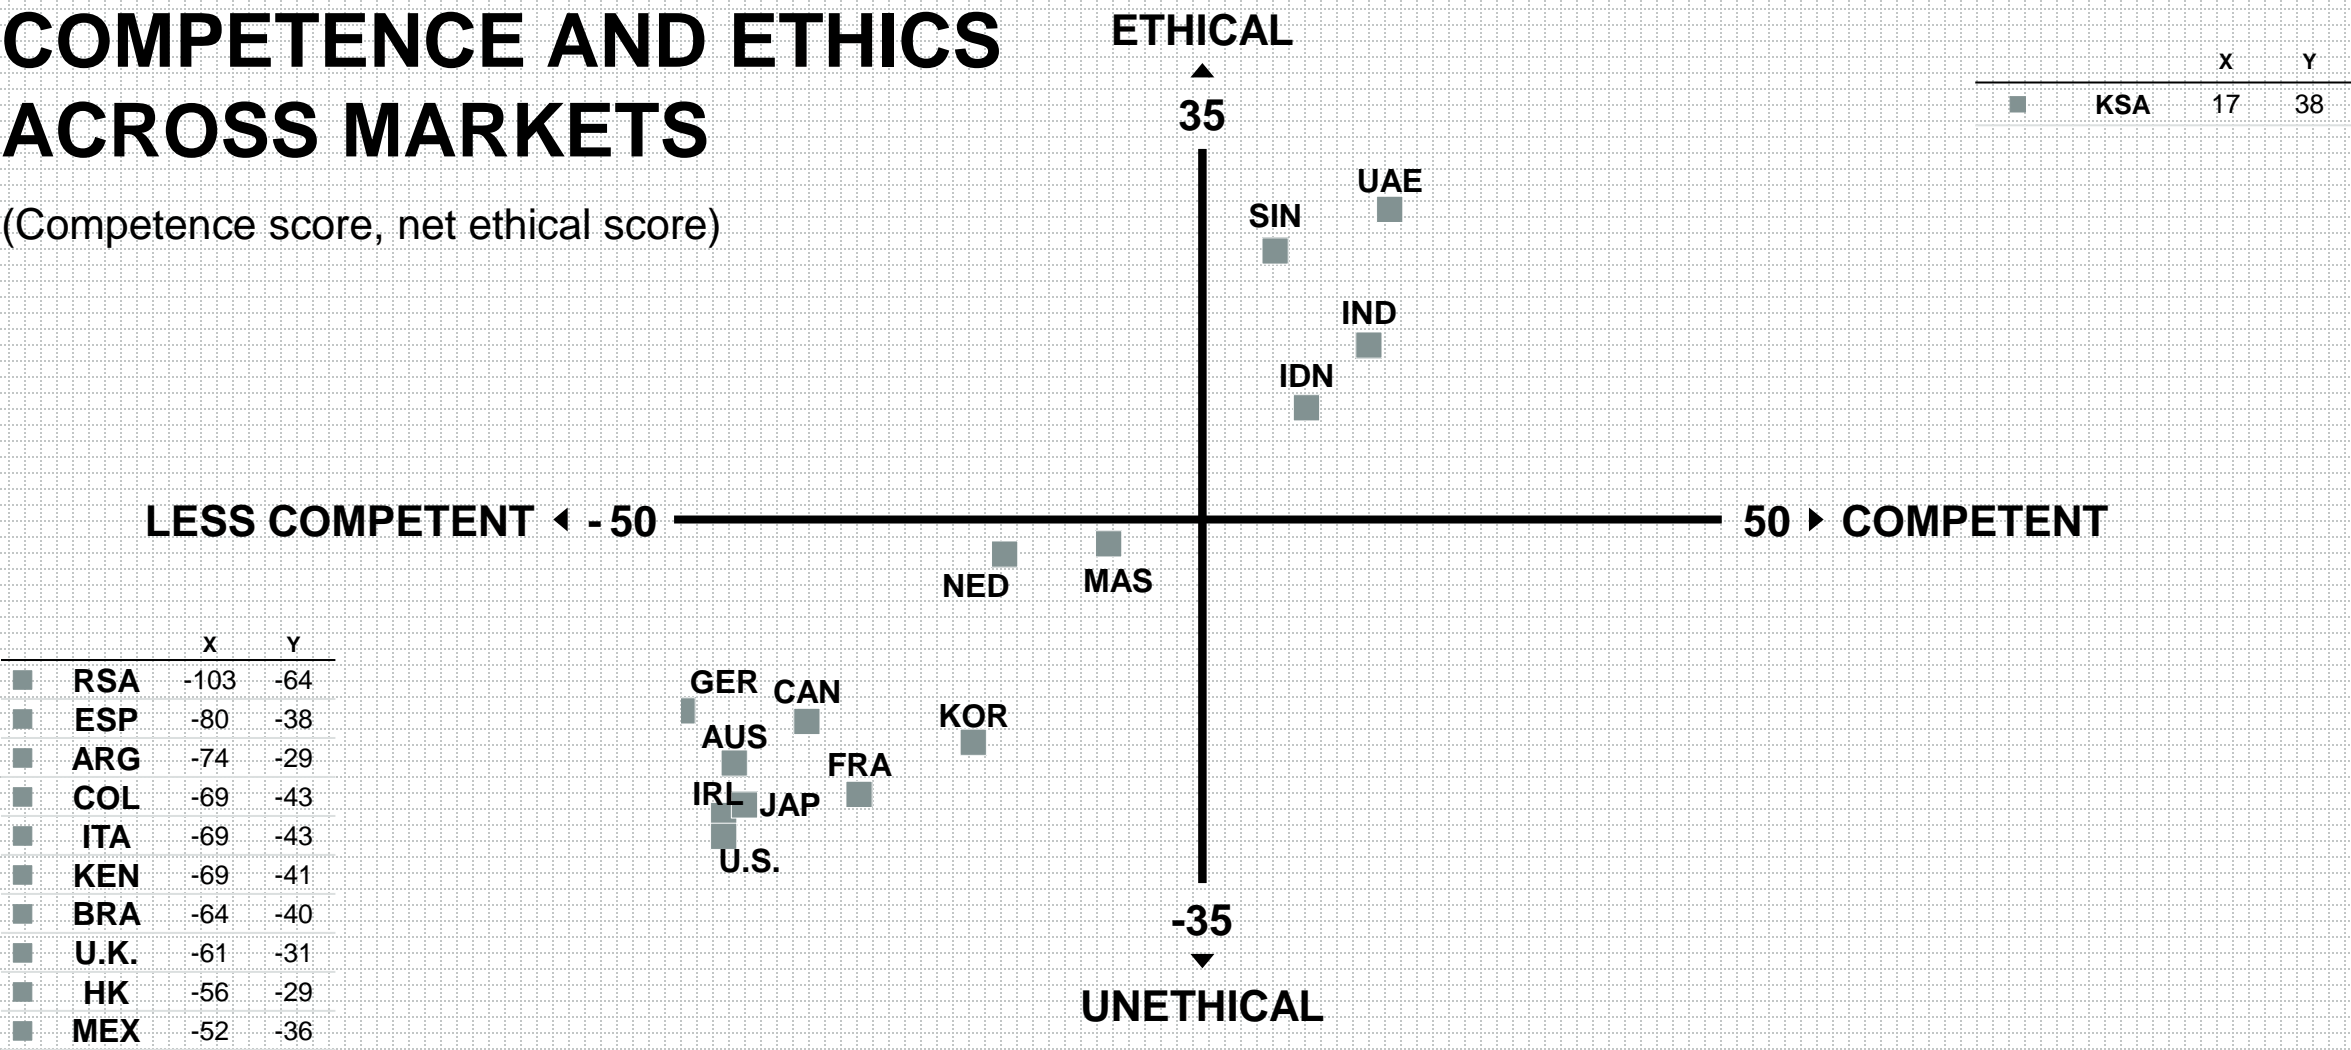 COMPETENCE AND ETHICS
ACROSS MARKETS
(Competence score, net ethical score)
ETHICAL
35
X Y
KSA 17 38
UAE
SIN
IND
IDN
LESS COMPETENT -50
50 COMPETENT
NED
MAS
GER
CAN
KOR
AUS
FRA
IRL
JAP
U.S.
-35
UNETHICAL
X Y
RSA -103 -64
ESP -80 -38
ARG -74 -29
COL -69 -43
ITA -69 -43
KEN -69 -41
BRA -64 -40
U.K. -61 -31
HK -56 -29
MEX -52 -36